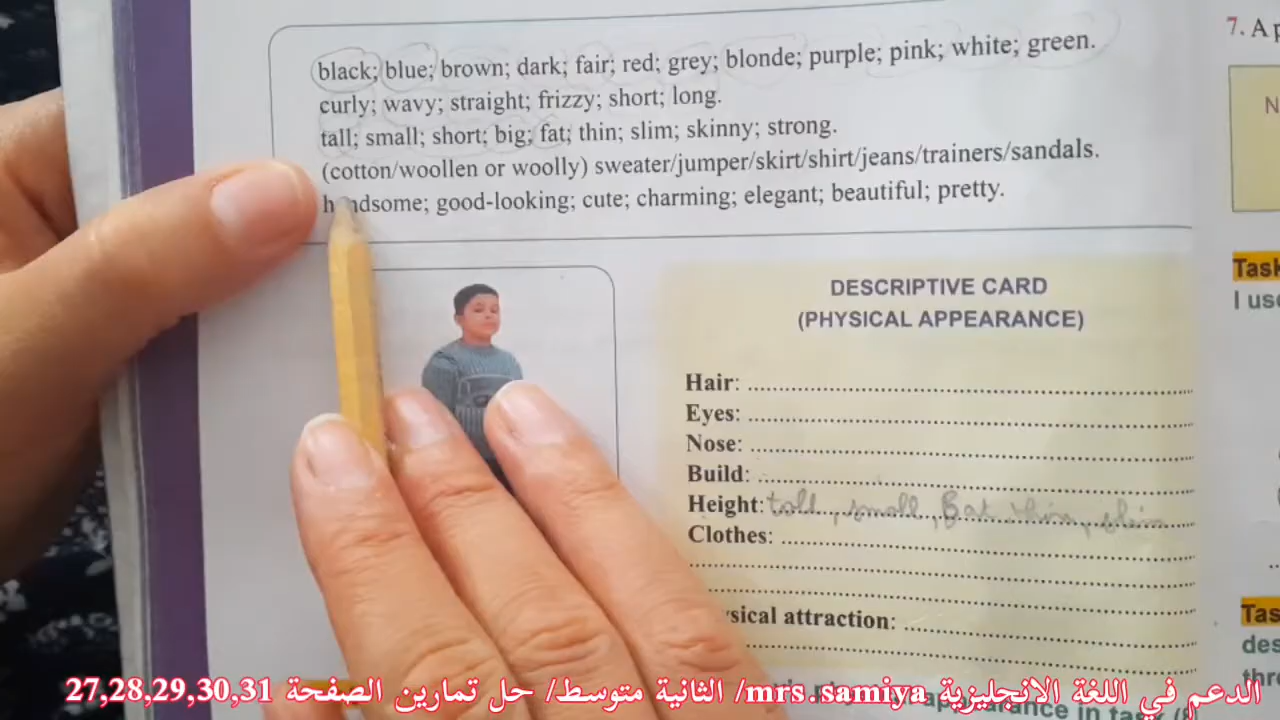 black; blue; brown; dark; fair; red; grey; blonde; purple; pink; white; green.
curly; wavy; straight; frizzy; short; long.
tall; small; short; big; fat; thin; slim; skinny; strong.
(cotton/woollen or woolly) sweater/jumper/skirt/shirt/jeans/trainers/sandals.
handsome; good-looking; cute; charming; elegant; beautiful; pretty.
DESCRIPTIVE CARD
(PHYSICAL APPEARANCE)
Hair:
Eyes:
Nose:
Build:
Height: tall, small, Fat thin, slim
Clothes:
sical attraction:
7. A p
N
Task
I use
Tas
des
thre
الدعم في اللغة الانجليزية mrs samiya/ الثانية متوسط/ حل تمارين الصفحة 27,28,29,30,31